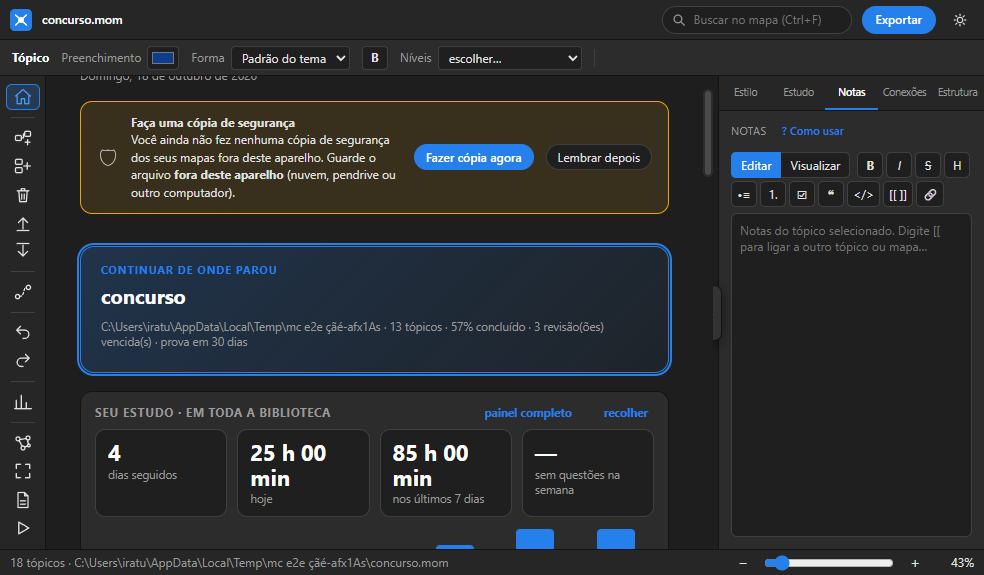 concurso.mom
Buscar no mapa (Ctrl+F)
Exportar
Tópico
Preenchimento
Forma
Padrão do tema
B
Níveis
escolher...
Domingo, 18 de outubro de 2026
Faça uma cópia de segurança
Você ainda não fez nenhuma cópia de segurança
dos seus mapas fora deste aparelho. Guarde o
arquivo fora deste aparelho (nuvem, pendrive ou
outro computador).
Fazer cópia agora
Lembrar depois
CONTINUAR DE ONDE PAROU
concurso
C:\Users\iratu\AppData\Local\Temp\mc e2e çãé-afx1As · 13 tópicos · 57% concluído · 3 revisão(ões)
vencida(s) · prova em 30 dias
SEU ESTUDO · EM TODA A BIBLIOTECA
painel completo
recolher
4
dias seguidos
25 h 00
min
hoje
85 h 00
min
nos últimos 7 dias
—
sem questões na
semana
Estilo
Estudo
Notas
Conexões
Estrutura
NOTAS
? Como usar
Editar
Visualizar
B
I
S
H
1.
❝
</>
[[ ]]
Notas do tópico selecionado. Digite [[
para ligar a outro tópico ou mapa...
18 tópicos · C:\Users\iratu\AppData\Local\Temp\mc e2e çãé-afx1As\concurso.mom
−
+
43%